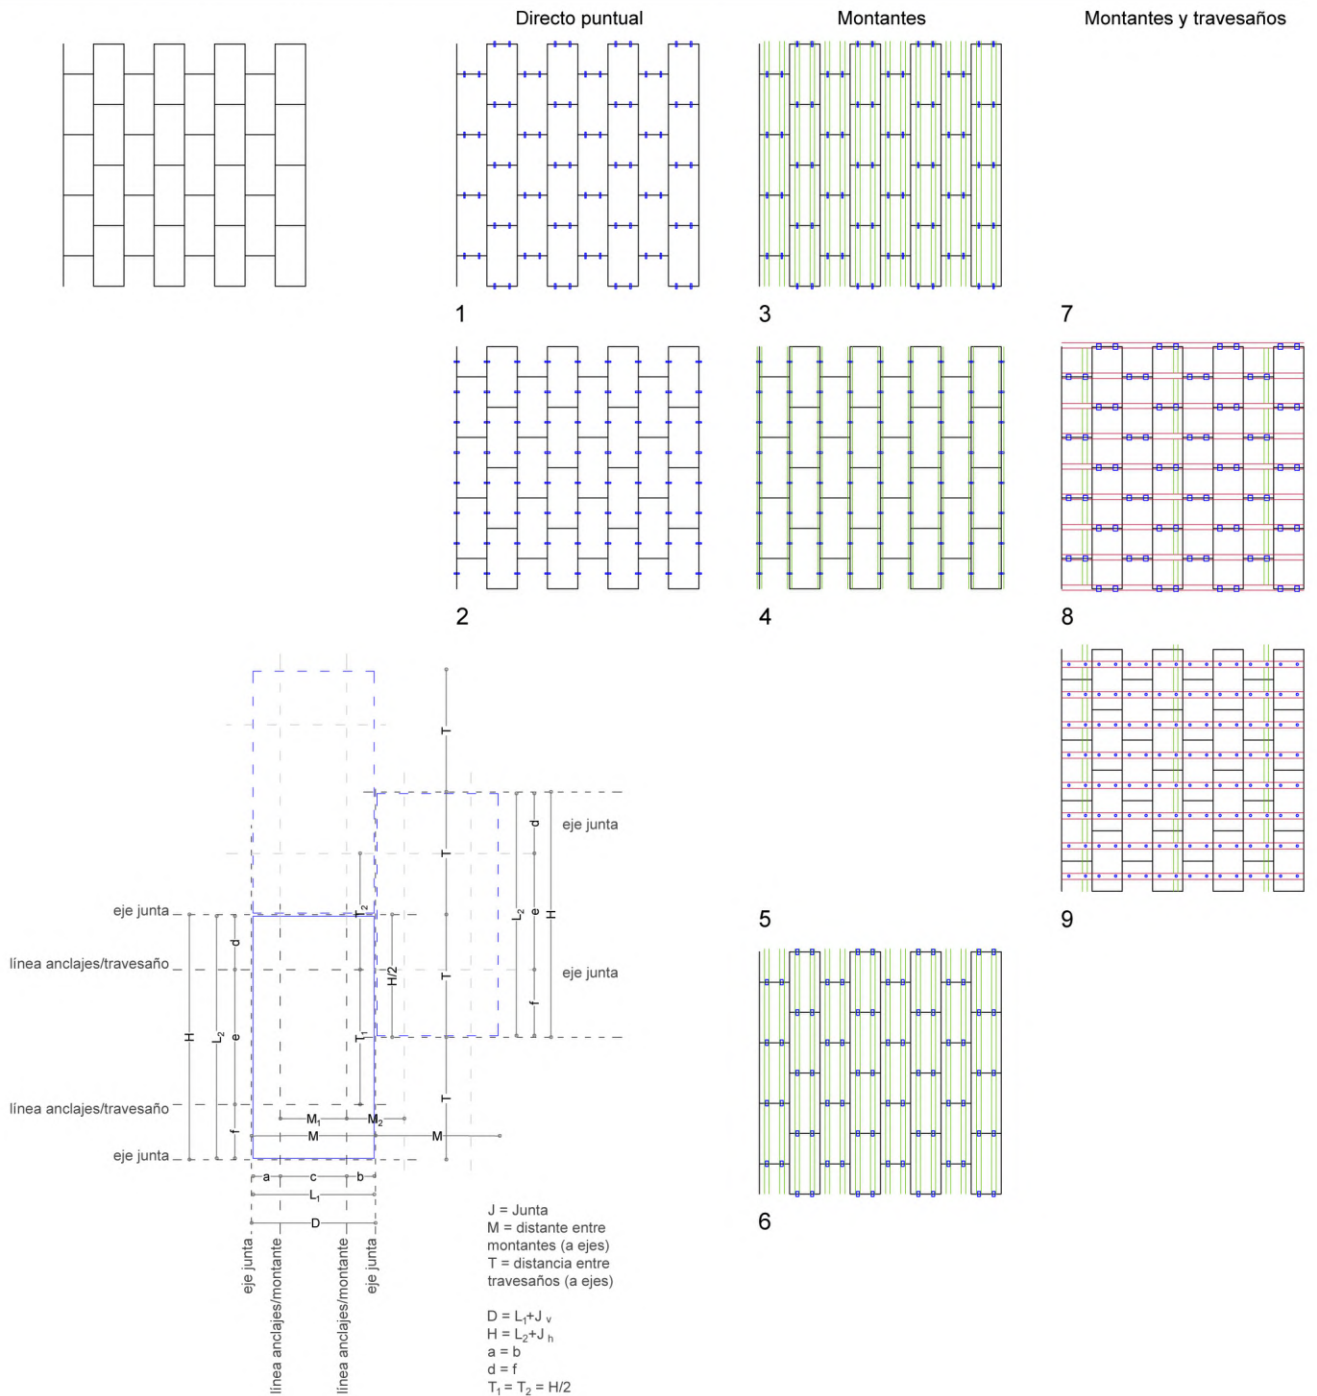 Directo puntual
Montantes
Montantes y travesaños
1
3
7
2
4
8
5
9
6
T
eje junta
d
T
L₂
e
H
T₂
eje junta
d
línea anclajes/travesaño
eje junta
H/2
T
f
H
L₂
e
T₁
línea anclajes/travesaño
M₁
M₂
T
f
M
M
eje junta
a
c
b
L₁
D
eje junta
línea anclajes/montante
línea anclajes/montante
eje junta
J = Junta
M = distante entre
montantes (a ejes)
T = distancia entre
travesaños (a ejes)
D = L₁+J ᵥ
H = L₂+J ₕ
a = b
d = f
T₁ = T₂ = H/2